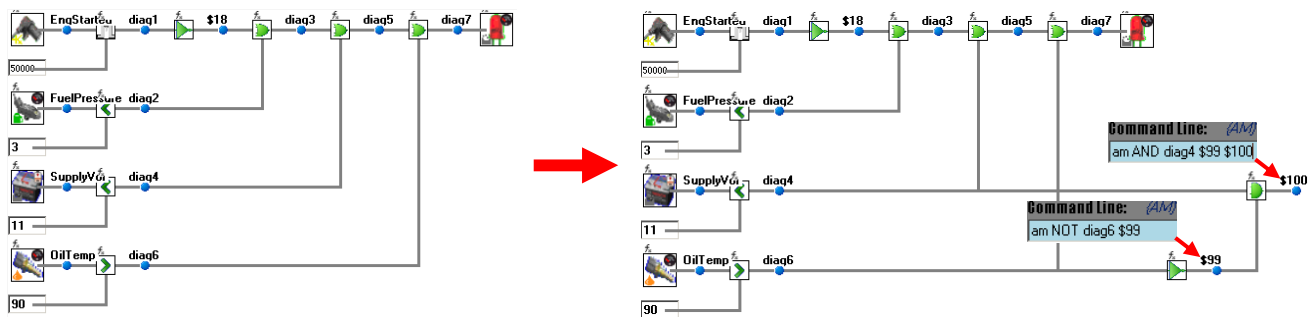 EngStarted diag1 $18 diag3 diag5 diag7
50000
FuelPressure diag2
3
SupplyVol diag4
11
OilTemp diag6
90
EngStarted diag1 $18 diag3 diag5 diag7
50000
FuelPressure diag2
3
Command Line: (AM)
am AND diag4 $99 $100
SupplyVol diag4 $100
11
Command Line: (AM)
am NOT diag6 $99
OilTemp diag6 $99
90